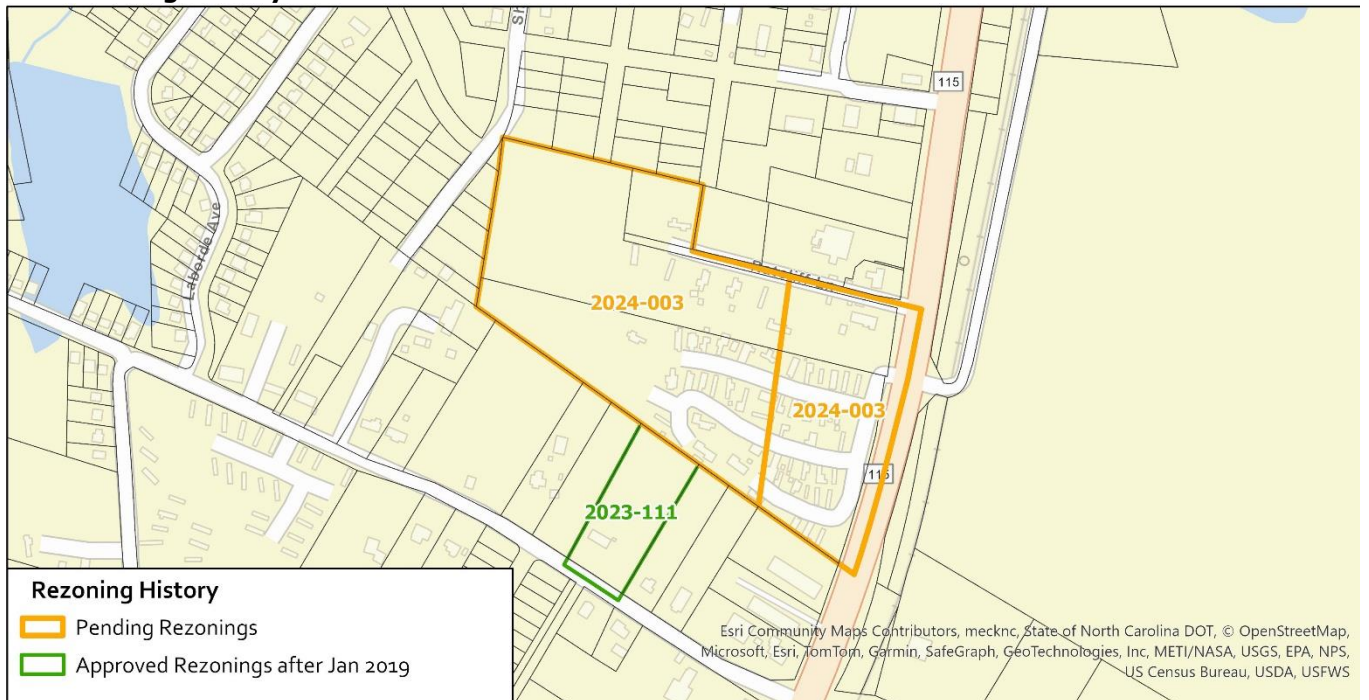 115
Laborde Ave
2024-003
2024-003
115
2023-111
Rezoning History
Pending Rezonings
Approved Rezonings after Jan 2019
Esri Community Maps Contributors, mecknc, State of North Carolina DOT, © OpenStreetMap,
Microsoft, Esri, TomTom, Garmin, SafeGraph, GeoTechnologies, Inc, METI/NASA, USGS, EPA, NPS,
US Census Bureau, USDA, USFWS